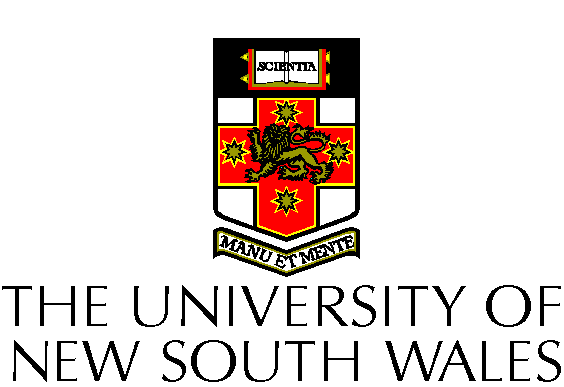 SCIENTIA
MANU ET MENTE
THE UNIVERSITY OF
NEW SOUTH WALES